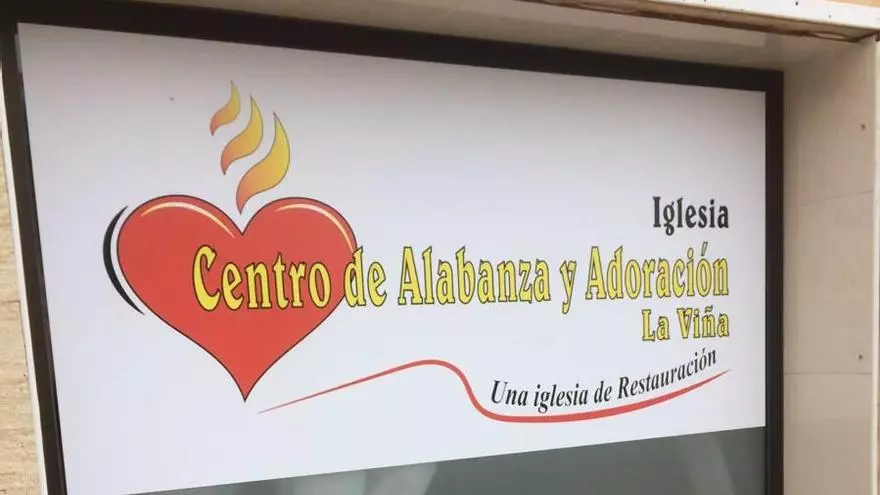 Iglesia
Centro de Alabanza y Adoración
La Viña
Una iglesia de Restauración